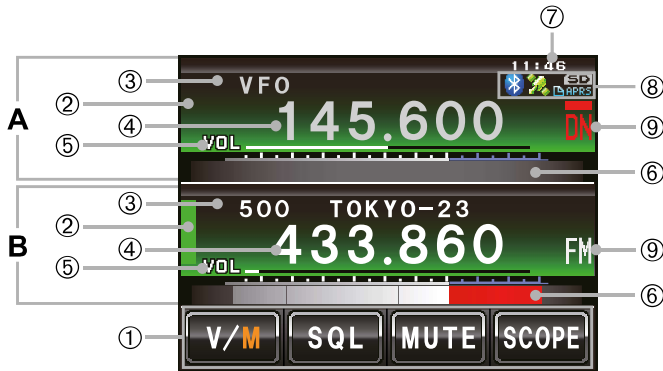 ⑦
11:46
③ VFO
SD
APRS
⑧
②
A
④ 145.600
DN
⑨
⑤ VOL
⑥
B
③ 500 TOKYO-23
②
④ 433.860
FM
⑨
⑤ VOL
⑥
① V/M SQL MUTE SCOPE